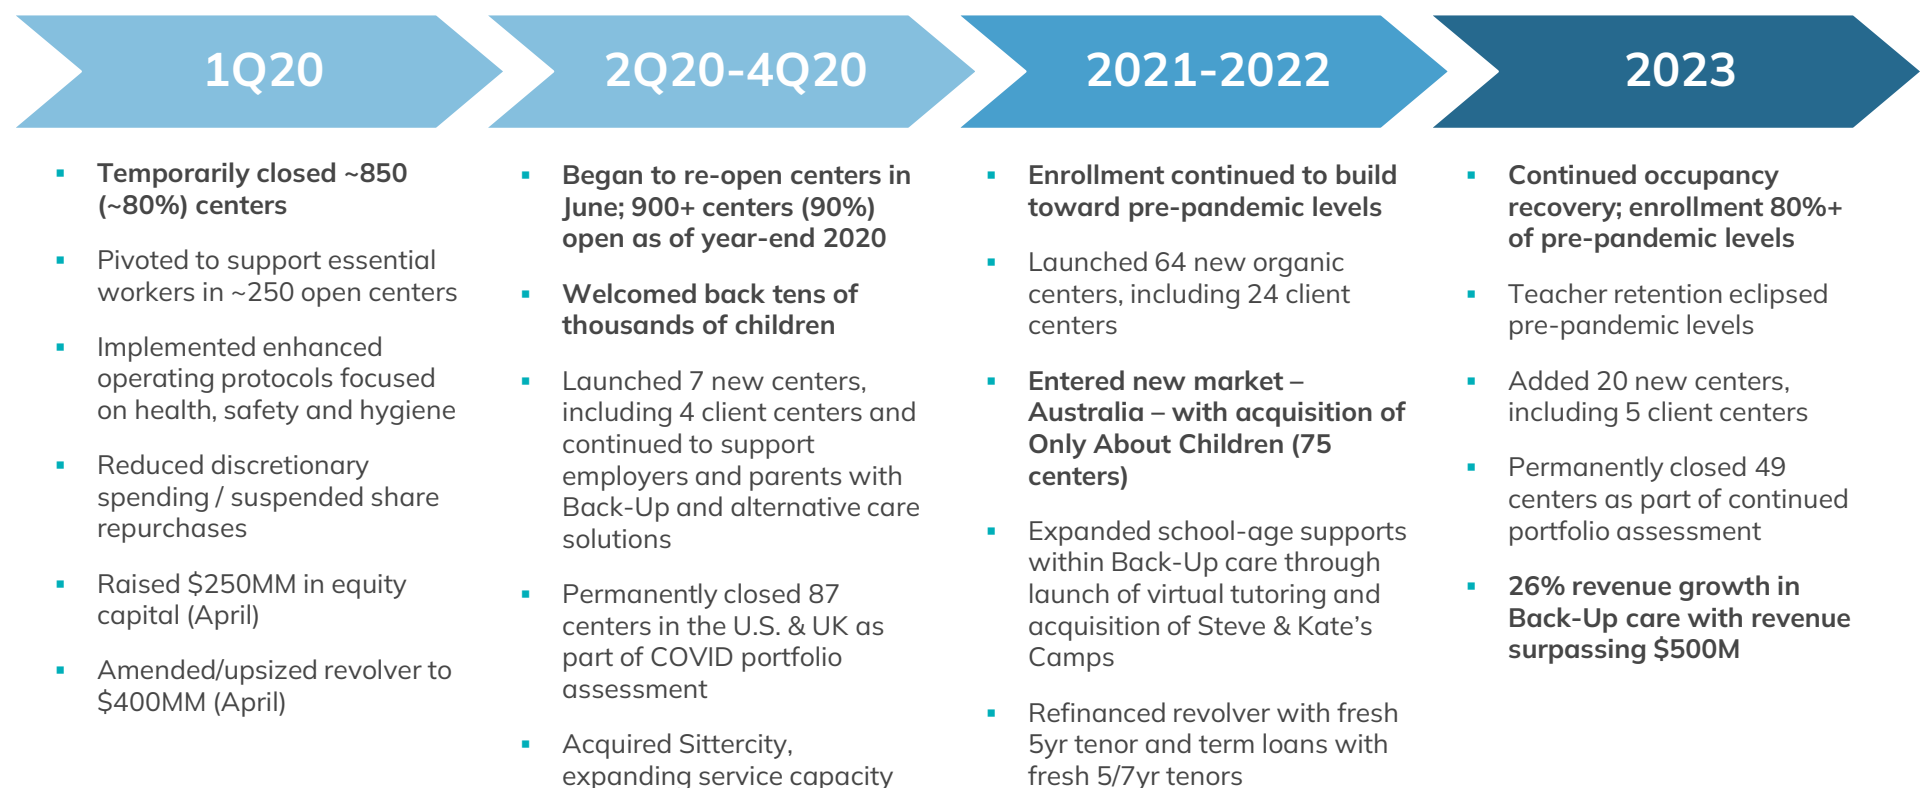 1Q20
Temporarily closed ~850
(~80%) centers
Pivoted to support essential
workers in ~250 open centers
Implemented enhanced
operating protocols focused
on health, safety and hygiene
Reduced discretionary
spending / suspended share
repurchases
Raised $250MM in equity
capital (April)
Amended/upsized revolver to
$400MM (April)
2Q20-4Q20
Began to re-open centers in
June; 900+ centers (90%)
open as of year-end 2020
Welcomed back tens of
thousands of children
Launched 7 new centers,
including 4 client centers and
continued to support
employers and parents with
Back-Up and alternative care
solutions
Permanently closed 87
centers in the U.S. & UK as
part of COVID portfolio
assessment
Acquired Sittercity,
expanding service capacity
2021-2022
Enrollment continued to build
toward pre-pandemic levels
Launched 64 new organic
centers, including 24 client
centers
Entered new market –
Australia – with acquisition of
Only About Children (75
centers)
Expanded school-age supports
within Back-Up care through
launch of virtual tutoring and
acquisition of Steve & Kate's
Camps
Refinanced revolver with fresh
5yr tenor and term loans with
fresh 5/7yr tenors
2023
Continued occupancy
recovery; enrollment 80%+
of pre-pandemic levels
Teacher retention eclipsed
pre-pandemic levels
Added 20 new centers,
including 5 client centers
Permanently closed 49
centers as part of continued
portfolio assessment
26% revenue growth in
Back-Up care with revenue
surpassing $500M